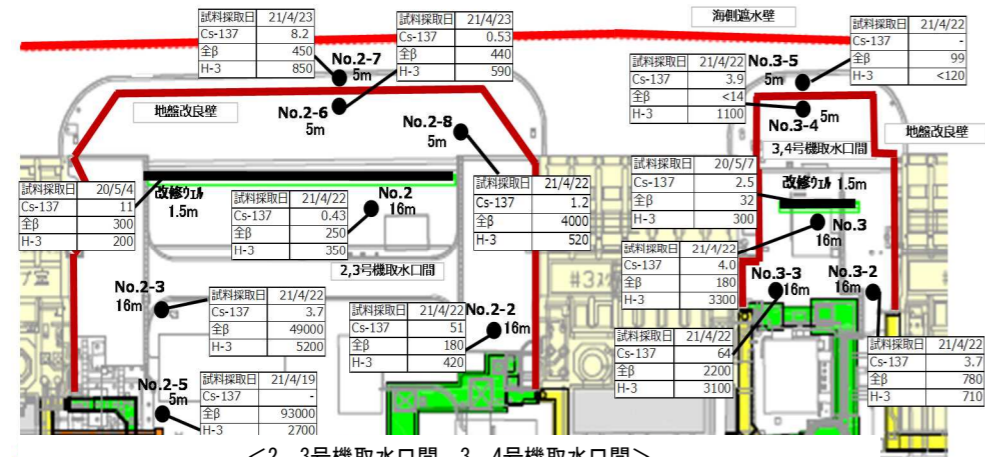 海側遮水壁
試料採取日 21/4/23
Cs-137 8.2
全β 450
H-3 850
試料採取日 21/4/23
Cs-137 0.53
全β 440
H-3 590
試料採取日 21/4/22
Cs-137 -
全β 99
H-3 <120
No.2-7
5m
No.3-5
5m
試料採取日 21/4/22
Cs-137 3.9
全β <14
H-3 1100
地盤改良壁
No.2-6
5m
No.2-8
5m
5m
No.3-4
地盤改良壁
3,4号機取水口間
試料採取日 20/5/4
Cs-137 11
全β 300
H-3 200
改修ウェル
1.5m
試料採取日 21/4/22
Cs-137 0.43
全β 250
H-3 350
No.2
16m
試料採取日 21/4/22
Cs-137 1.2
全β 4000
H-3 520
試料採取日 20/5/7
Cs-137 2.5
全β 32
H-3 300
改修ウェル 1.5m
No.3
16m
2,3号機取水口間
試料採取日 21/4/22
Cs-137 4.0
全β 180
H-3 3300
No.2-3
16m
試料採取日 21/4/22
Cs-137 3.7
全β 49000
H-3 5200
試料採取日 21/4/22
Cs-137 51
全β 180
H-3 420
No.2-2
16m
No.3-3
16m
No.3-2
16m
試料採取日 21/4/22
Cs-137 64
全β 2200
H-3 3100
試料採取日 21/4/22
Cs-137 3.7
全β 780
H-3 710
No.2-5
5m
試料採取日 21/4/19
Cs-137 -
全β 93000
H-3 2700
<2、3号機取水口間、3、4号機取水口間>